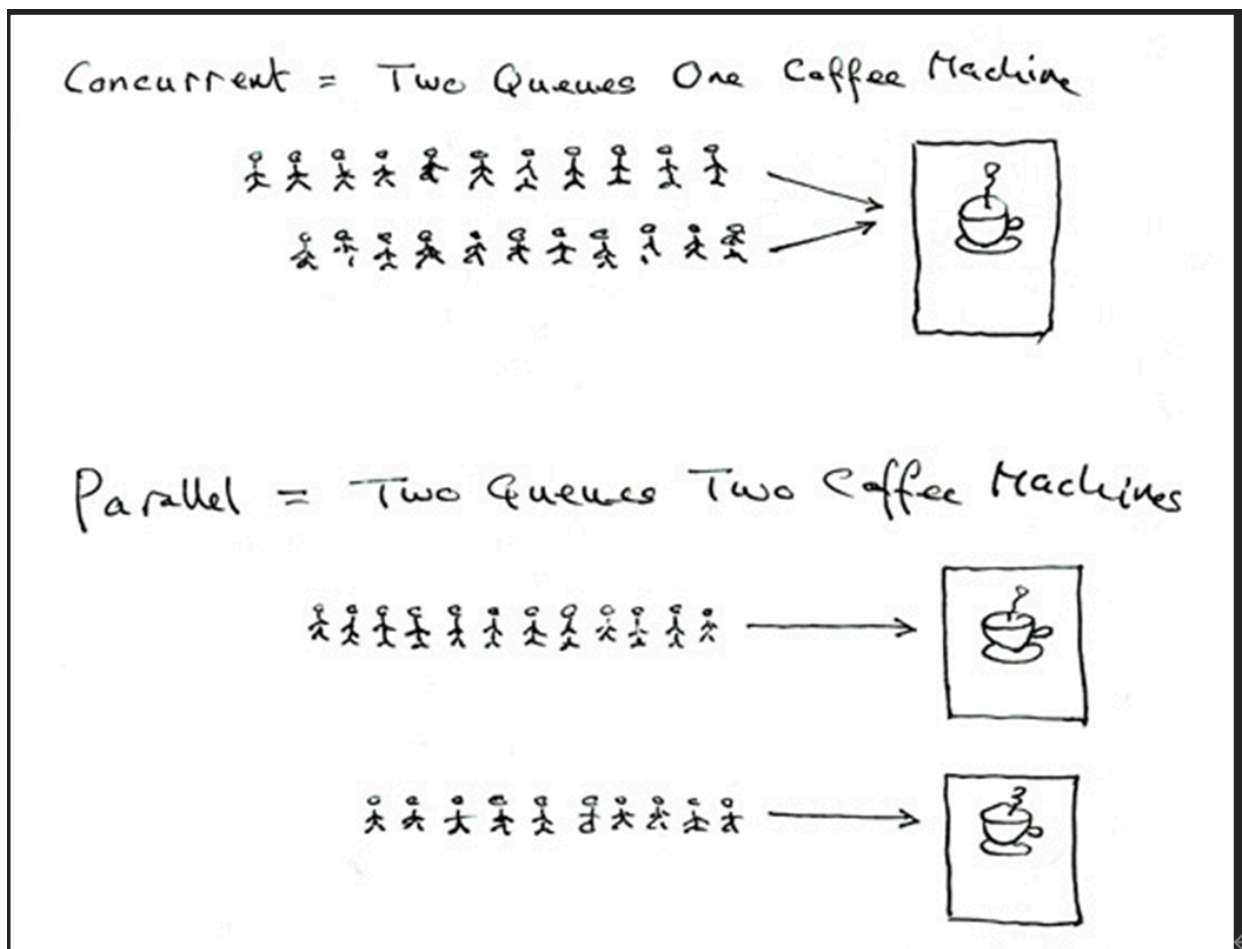 Concurrent = Two Queues One Coffee Machine
Parallel = Two Queues Two Coffee Machines